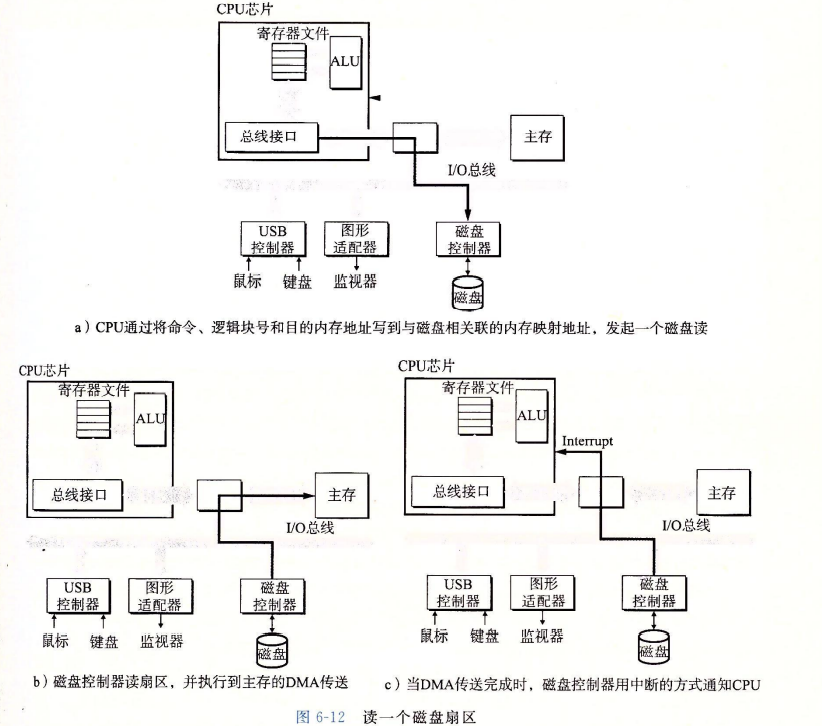 CPU芯片
寄存器文件
ALU
总线接口
主存
I/O总线
USB
控制器
图形
适配器
磁盘
控制器
鼠标
键盘
监视器
磁盘
a）CPU通过将命令、逻辑块号和目的内存地址写到与磁盘相关联的内存映射地址，发起一个磁盘读
CPU芯片
寄存器文件
ALU
总线接口
主存
I/O总线
USB
控制器
图形
适配器
磁盘
控制器
鼠标
键盘
监视器
磁盘
b）磁盘控制器读扇区，并执行到主存的DMA传送
CPU芯片
寄存器文件
ALU
Interrupt
总线接口
主存
I/O总线
USB
控制器
图形
适配器
磁盘
控制器
鼠标
键盘
监视器
磁盘
c）当DMA传送完成时，磁盘控制器用中断的方式通知CPU
图 6-12 读一个磁盘扇区